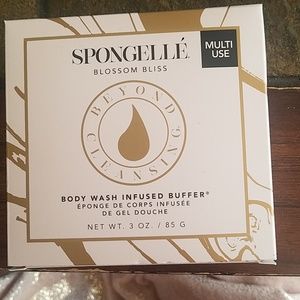 SPONGELLÉ
MULTI
USE
BLOSSOM BLISS
BEYOND
CLEANSING
BODY WASH INFUSED BUFFER®
ÉPONGE DE CORPS INFUSÉE
DE GEL DOUCHE
NET WT. 3 OZ. / 85 G